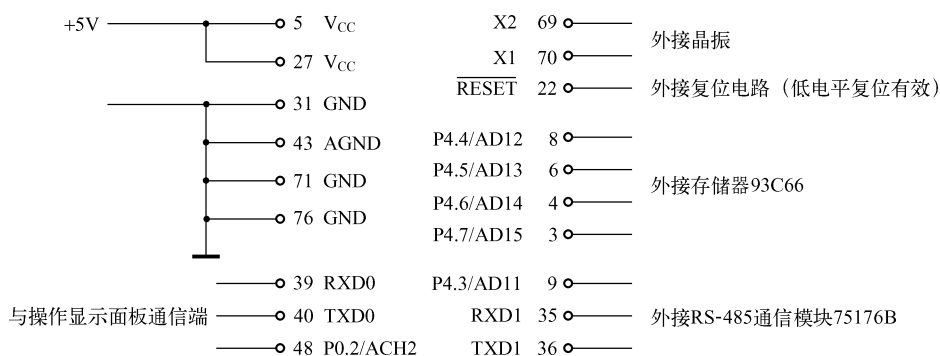 +5V
5 VCC
27 VCC
31 GND
43 AGND
71 GND
76 GND
39 RXD0
与操作显示面板通信端
40 TXD0
48 P0.2/ACH2
X2 69
X1 70
外接晶振
RESET 22
外接复位电路（低电平复位有效）
P4.4/AD12 8
P4.5/AD13 6
P4.6/AD14 4
P4.7/AD15 3
外接存储器93C66
P4.3/AD11 9
RXD1 35
TXD1 36
外接RS-485通信模块75176B